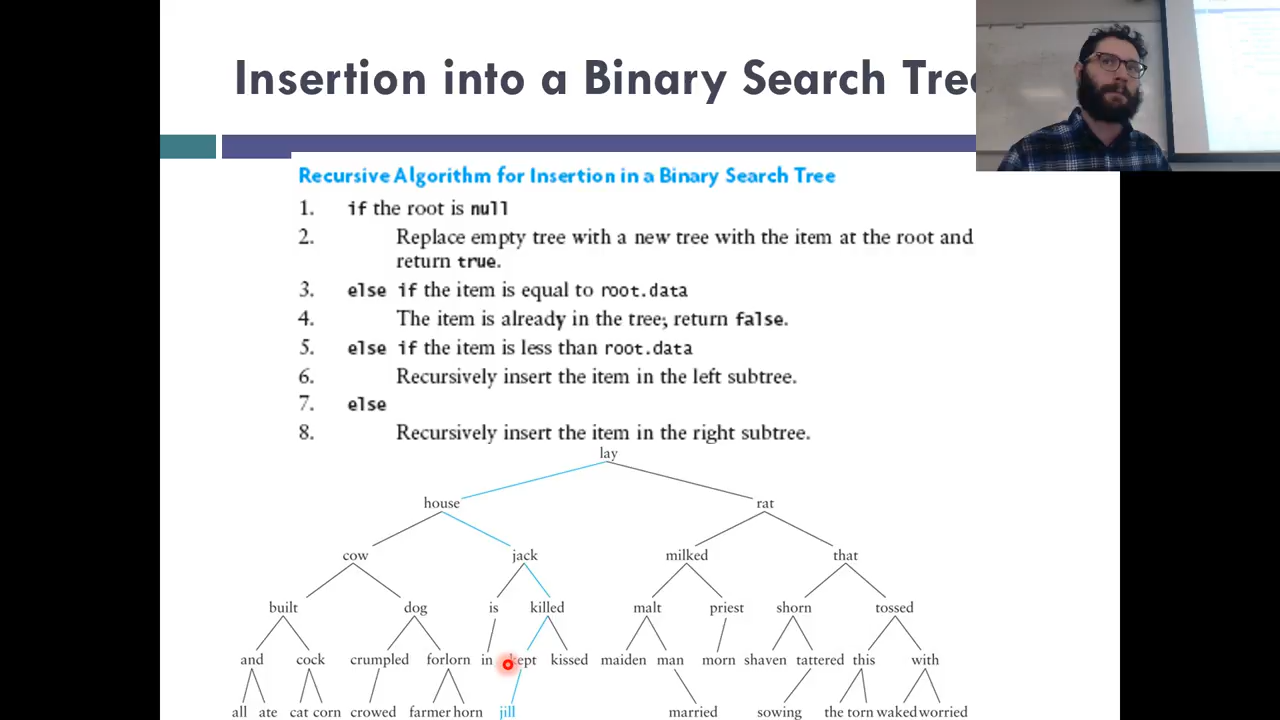 Insertion into a Binary Search Tree
Recursive Algorithm for Insertion in a Binary Search Tree
1. if the root is null
2. Replace empty tree with a new tree with the item at the root and
return true.
3. else if the item is equal to root.data
4. The item is already in the tree; return false.
5. else if the item is less than root.data
6. Recursively insert the item in the left subtree.
7. else
8. Recursively insert the item in the right subtree.
lay
house rat
cow jack milked that
built dog is killed malt priest shorn tossed
and cock crumpled forlorn in kept kissed maiden man morn shaven tattered this with
all ate cat corn crowed farmer horn jill married sowing the torn waked worried